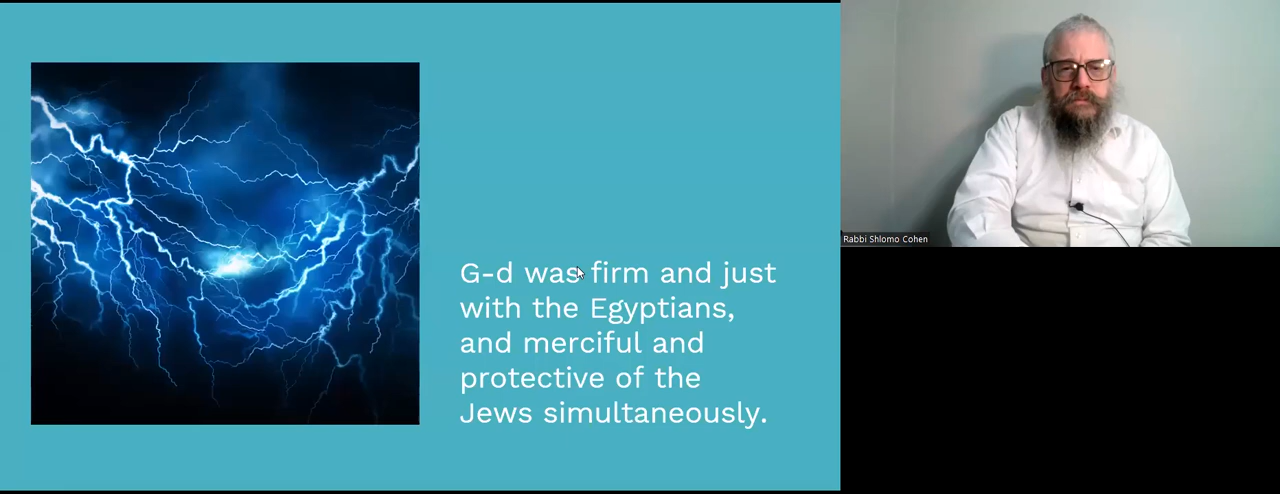 G-d was firm and just
with the Egyptians,
and merciful and
protective of the
Jews simultaneously.
Rabbi Shlomo Cohen